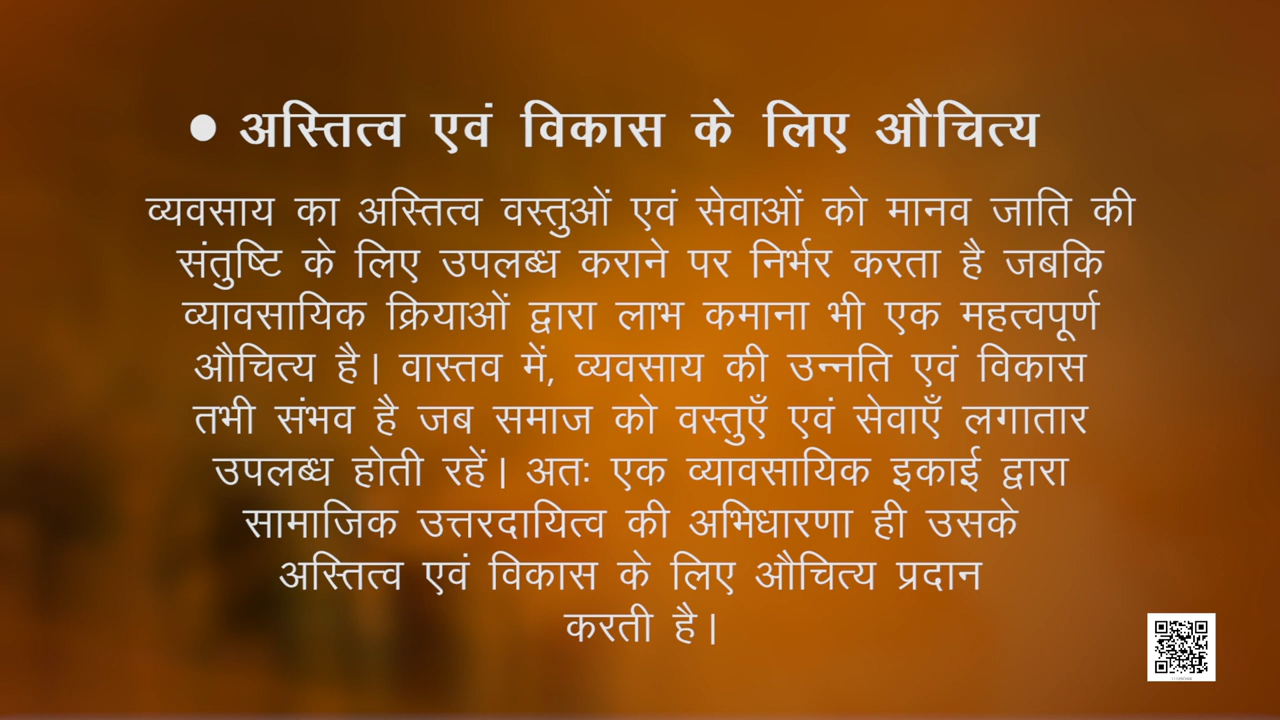 • अस्तित्व एवं विकास के लिए औचित्य
व्यवसाय का अस्तित्व वस्तुओं एवं सेवाओं को मानव जाति की
संतुष्टि के लिए उपलब्ध कराने पर निर्भर करता है जबकि
व्यावसायिक क्रियाओं द्वारा लाभ कमाना भी एक महत्वपूर्ण
औचित्य है। वास्तव में, व्यवसाय की उन्नति एवं विकास
तभी संभव है जब समाज को वस्तुएँ एवं सेवाएँ लगातार
उपलब्ध होती रहें। अतः एक व्यावसायिक इकाई द्वारा
सामाजिक उत्तरदायित्व की अभिधारणा ही उसके
अस्तित्व एवं विकास के लिए औचित्य प्रदान
करती है।